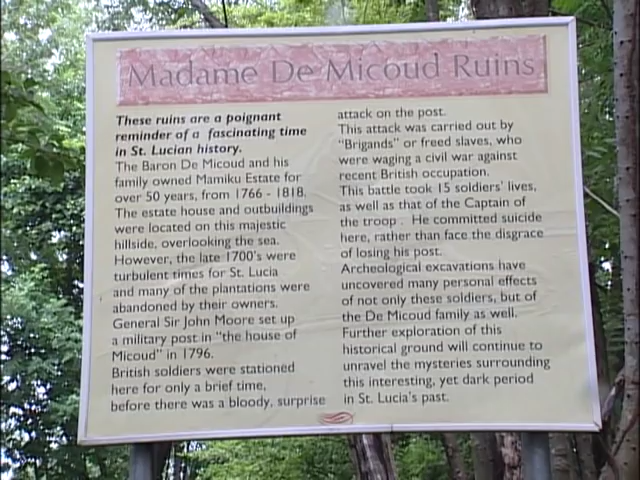 Madame De Micoud Ruins
These ruins are a poignant
reminder of a fascinating time
in St. Lucian history.
The Baron De Micoud and his
family owned Mamiku Estate for
over 50 years, from 1766 - 1818.
The estate house and outbuildings
were located on this majestic
hillside, overlooking the sea.
However, the late 1700's were
turbulent times for St. Lucia
and many of the plantations were
abandoned by their owners.
General Sir John Moore set up
a military post in "the house of
Micoud" in 1796.
British soldiers were stationed
here for only a brief time,
before there was a bloody, surprise
attack on the post.
This attack was carried out by
"Brigands" or freed slaves, who
were waging a civil war against
recent British occupation.
This battle took 15 soldiers' lives,
as well as that of the Captain of
the troop . He committed suicide
here, rather than face the disgrace
of losing his post.
Archeological excavations have
uncovered many personal effects
of not only these soldiers, but of
the De Micoud family as well.
Further exploration of this
historical ground will continue to
unravel the mysteries surrounding
this interesting, yet dark period
in St. Lucia's past.